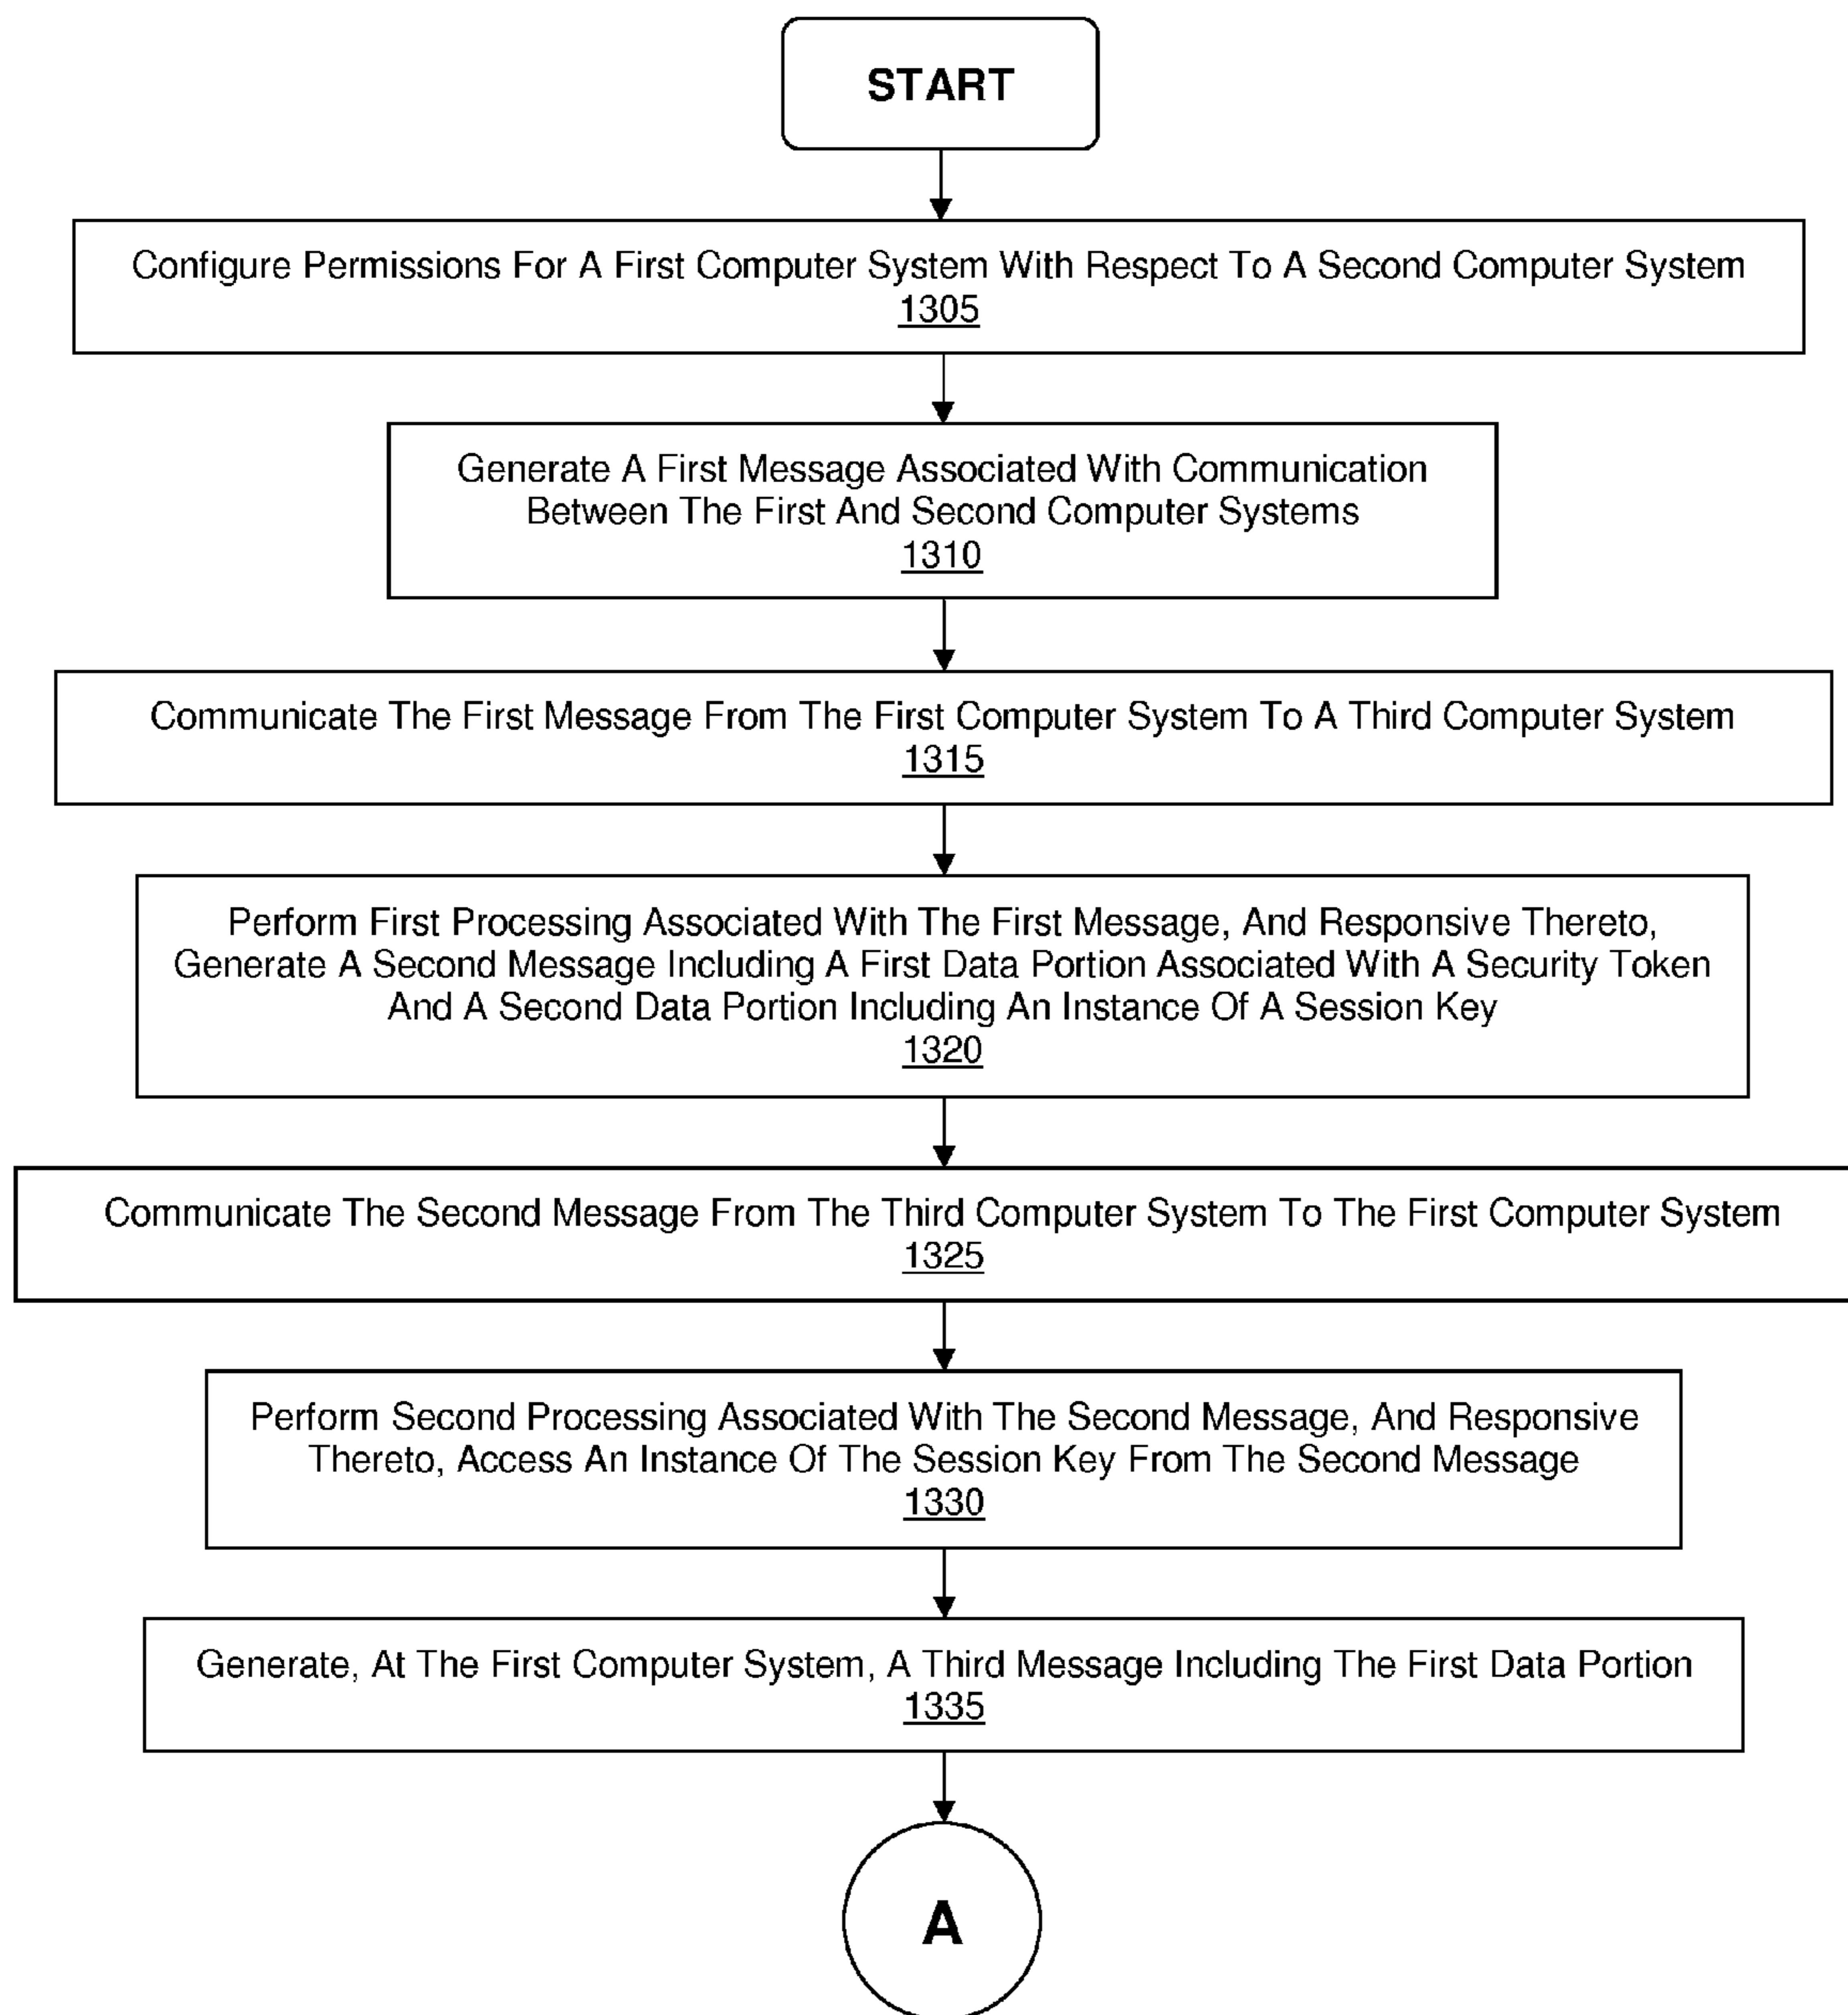 START
Configure Permissions For A First Computer System With Respect To A Second Computer System
1305
Generate A First Message Associated With Communication
Between The First And Second Computer Systems
1310
Communicate The First Message From The First Computer System To A Third Computer System
1315
Perform First Processing Associated With The First Message, And Responsive Thereto,
Generate A Second Message Including A First Data Portion Associated With A Security Token
And A Second Data Portion Including An Instance Of A Session Key
1320
Communicate The Second Message From The Third Computer System To The First Computer System
1325
Perform Second Processing Associated With The Second Message, And Responsive
Thereto, Access An Instance Of The Session Key From The Second Message
1330
Generate, At The First Computer System, A Third Message Including The First Data Portion
1335
A